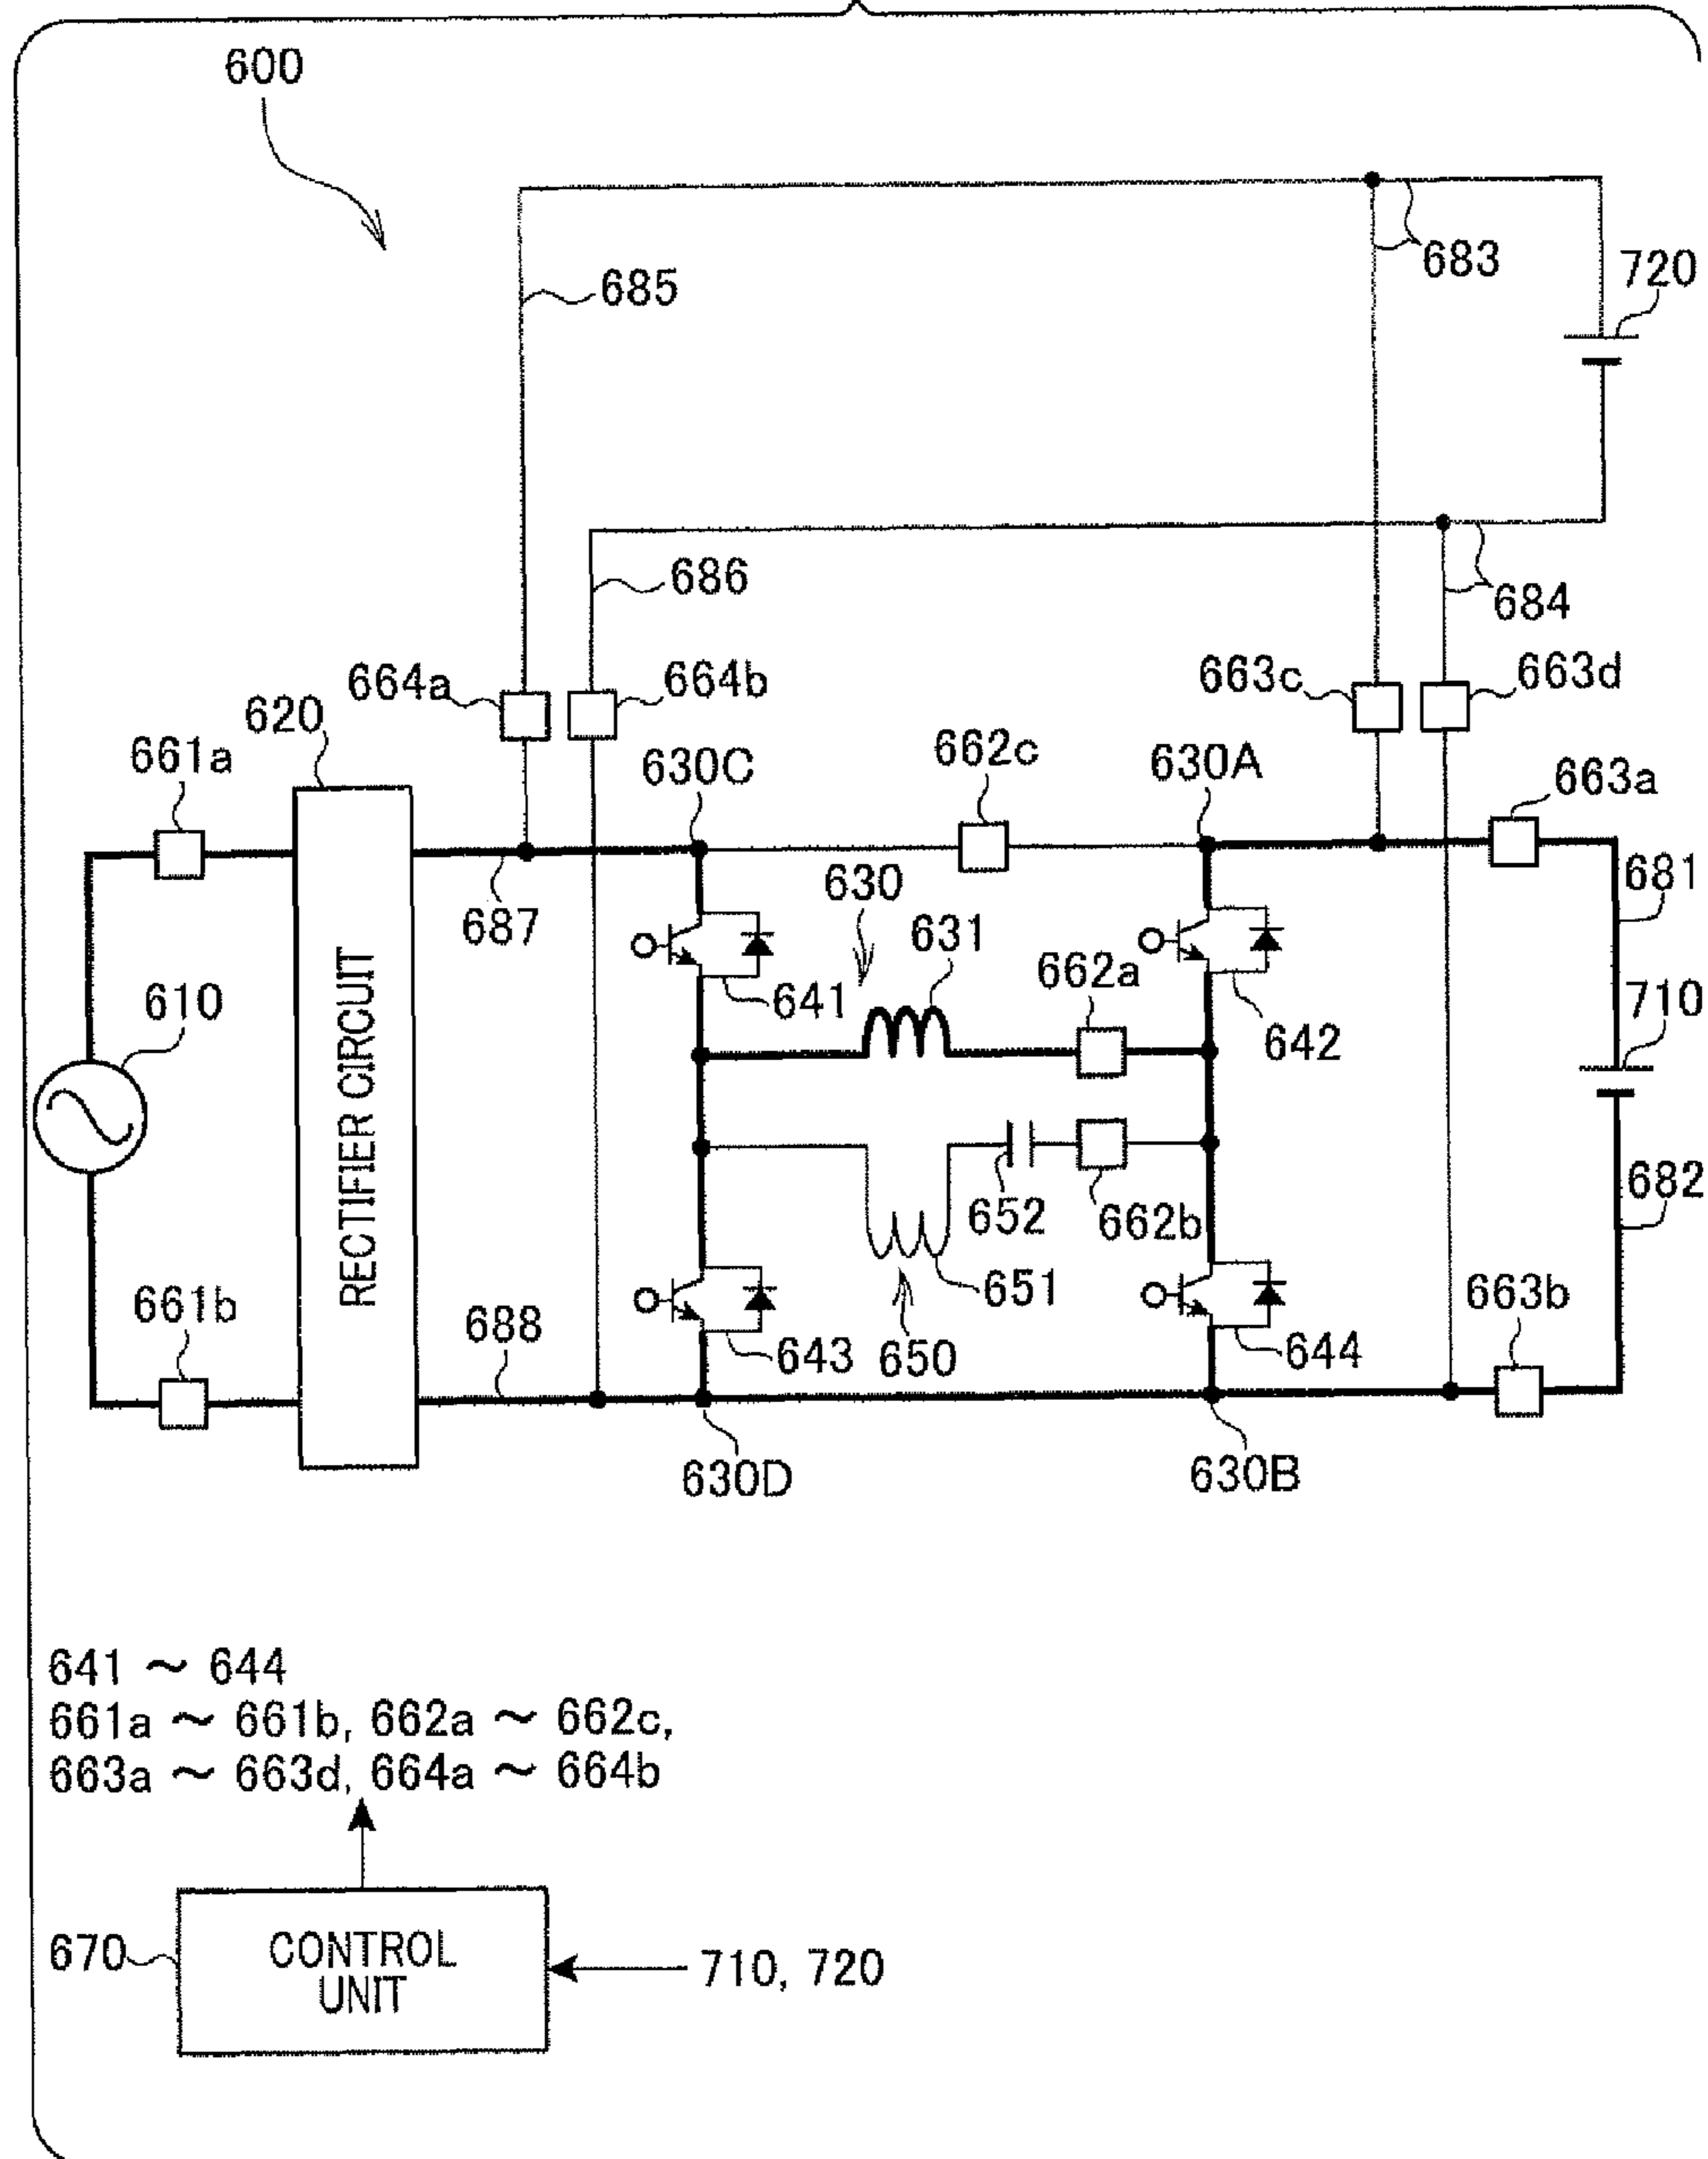 600
683
720
685
686
684
664a
664b
663c
663d
620
661a
630C
662c
630A
663a
687
630
631
681
662a
641
642
610
710
RECTIFIER CIRCUIT
652
662b
682
651
661b
688
643
650
644
663b
630D
630B
641 ~ 644
661a ~ 661b, 662a ~ 662c,
663a ~ 663d, 664a ~ 664b
670
CONTROL
UNIT
710, 720